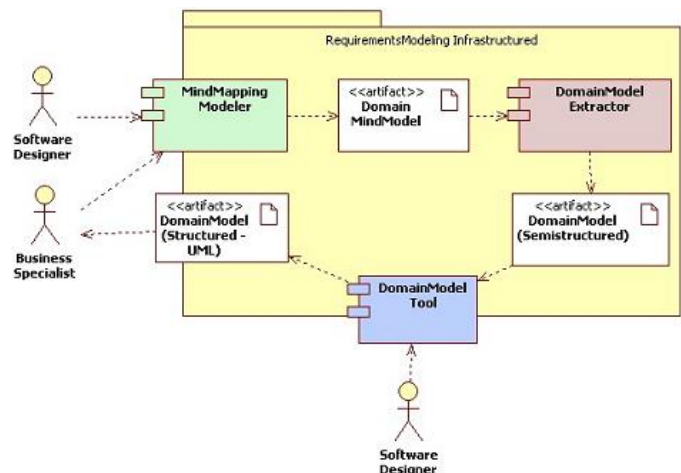 RequirementsModeling Infrastructured
MindMapping
Modeler
<<artifact>>
Domain
MindModel
DomainModel
Extractor
Software
Designer
<<artifact>>
DomainModel
(Structured -
UML)
<<artifact>>
DomainModel
(Semistructured)
Business
Specialist
DomainModel
Tool
Software
Designer